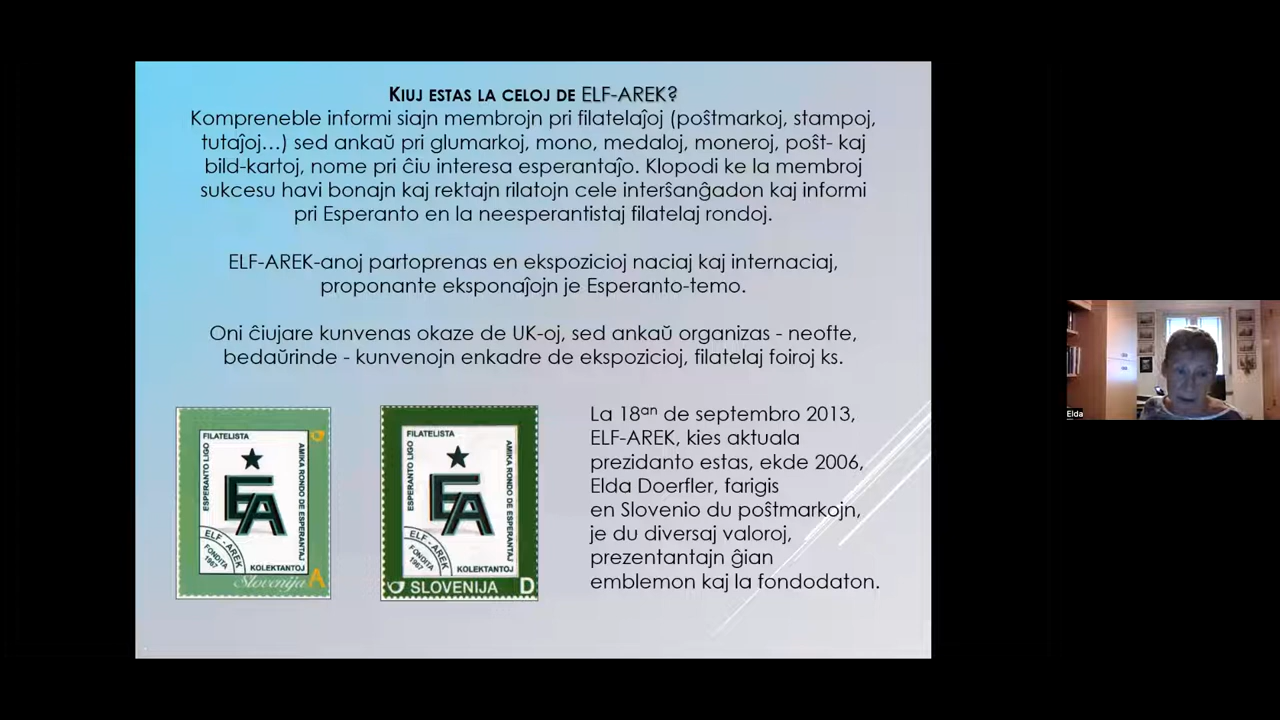 Kiuj estas la celoj de ELF-AREK?
Kompreneble informi siajn membrojn pri filatelaĵoj (poŝtmarkoj, stampoj,
tutaĵoj...) sed ankaŭ pri glumarkoj, mono, medaloj, moneroj, poŝt- kaj
bild-kartoj, nome pri ĉiu interesa esperantaĵo. Klopodi ke la membroj
sukcesu havi bonajn kaj rektajn rilatojn cele interŝanĝadon kaj informi
pri Esperanto en la neesperantistaj filatelaj rondoj.
ELF-AREK-anoj partoprenas en ekspozicioj naciaj kaj internaciaj,
proponante eksponaĵojn je Esperanto-temo.
Oni ĉiujare kunvenas okaze de UK-oj, sed ankaŭ organizas - neofte,
bedaŭrinde - kunvenojn enkadre de ekspozicioj, filatelaj foiroj ks.
FILATELISTA
ESPERANTO LIGO
AMIKA RONDO DE ESPERANTAJ
EA
ELF - AREK
FONDITA
1967
KOLEKTANTOJ
Slovenija A
FILATELISTA
ESPERANTO LIGO
AMIKA RONDO DE ESPERANTAJ
EA
ELF - AREK
FONDITA
1967
KOLEKTANTOJ
SLOVENIJA D
La 18an de septembro 2013,
ELF-AREK, kies aktuala
prezidanto estas, ekde 2006,
Elda Doerfler, farigis
en Slovenio du poŝtmarkojn,
je du diversaj valoroj,
prezentantajn ĝian
emblemon kaj la fondodaton.
Elda